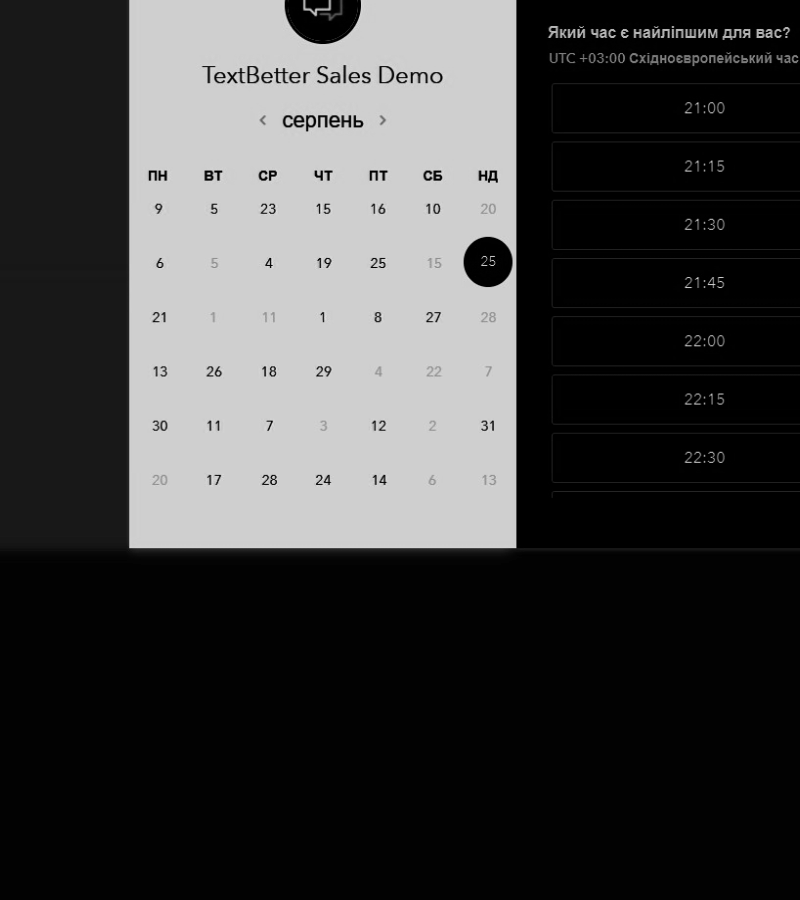 TextBetter Sales Demo
серпень
ПН ВТ СР ЧТ ПТ СБ НД
9 5 23 15 16 10 20
6 5 4 19 25 15 25
21 1 11 1 8 27 28
13 26 18 29 4 22 7
30 11 7 3 12 2 31
20 17 28 24 14 6 13
Який час є найліпшим для вас?
UTC +03:00 Східноєвропейський час
21:00
21:15
21:30
21:45
22:00
22:15
22:30